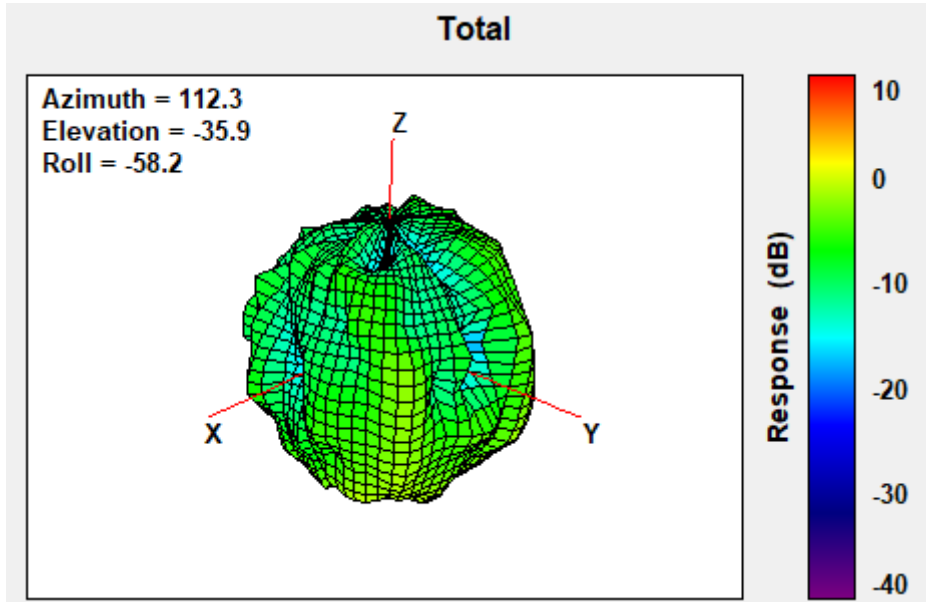 Total
Azimuth = 112.3
Elevation = -35.9
Roll = -58.2
Z
X
Y
Response (dB)
10
0
-10
-20
-30
-40